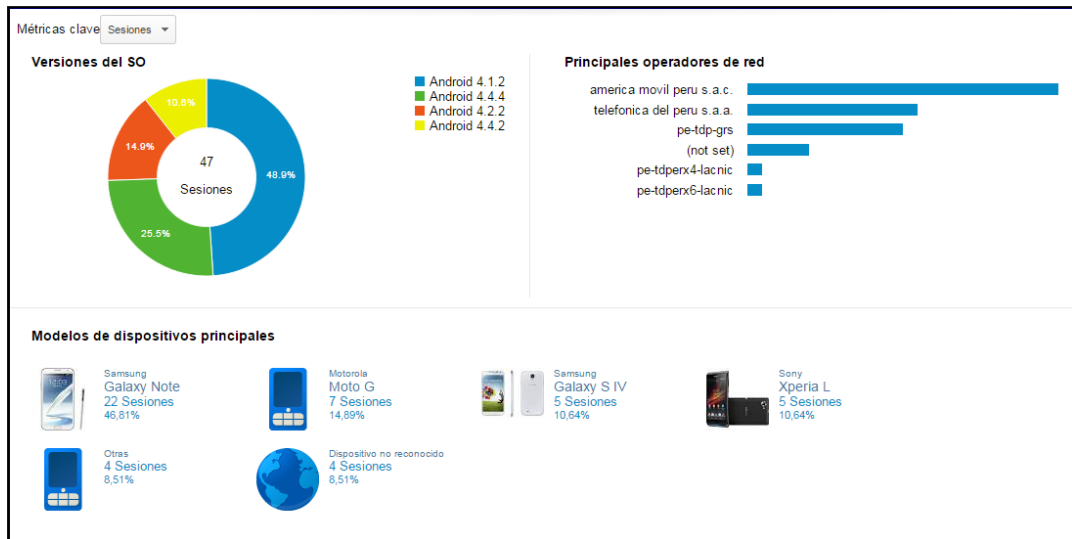 Métricas clave Sesiones
Versiones del SO
Android 4.1.2
Android 4.4.4
Android 4.2.2
Android 4.4.2
10.6%
14.9%
47
Sesiones
48.9%
25.5%
Principales operadores de red
america movil peru s.a.c.
telefonica del peru s.a.a.
pe-tdp-grs
(not set)
pe-tdperx4-lacnic
pe-tdperx6-lacnic
Modelos de dispositivos principales
Samsung
Galaxy Note
22 Sesiones
46,81%
Motorola
Moto G
7 Sesiones
14,89%
Samsung
Galaxy S IV
5 Sesiones
10,64%
Sony
Xperia L
5 Sesiones
10,64%
Otras
4 Sesiones
8,51%
Dispositivo no reconocido
4 Sesiones
8,51%